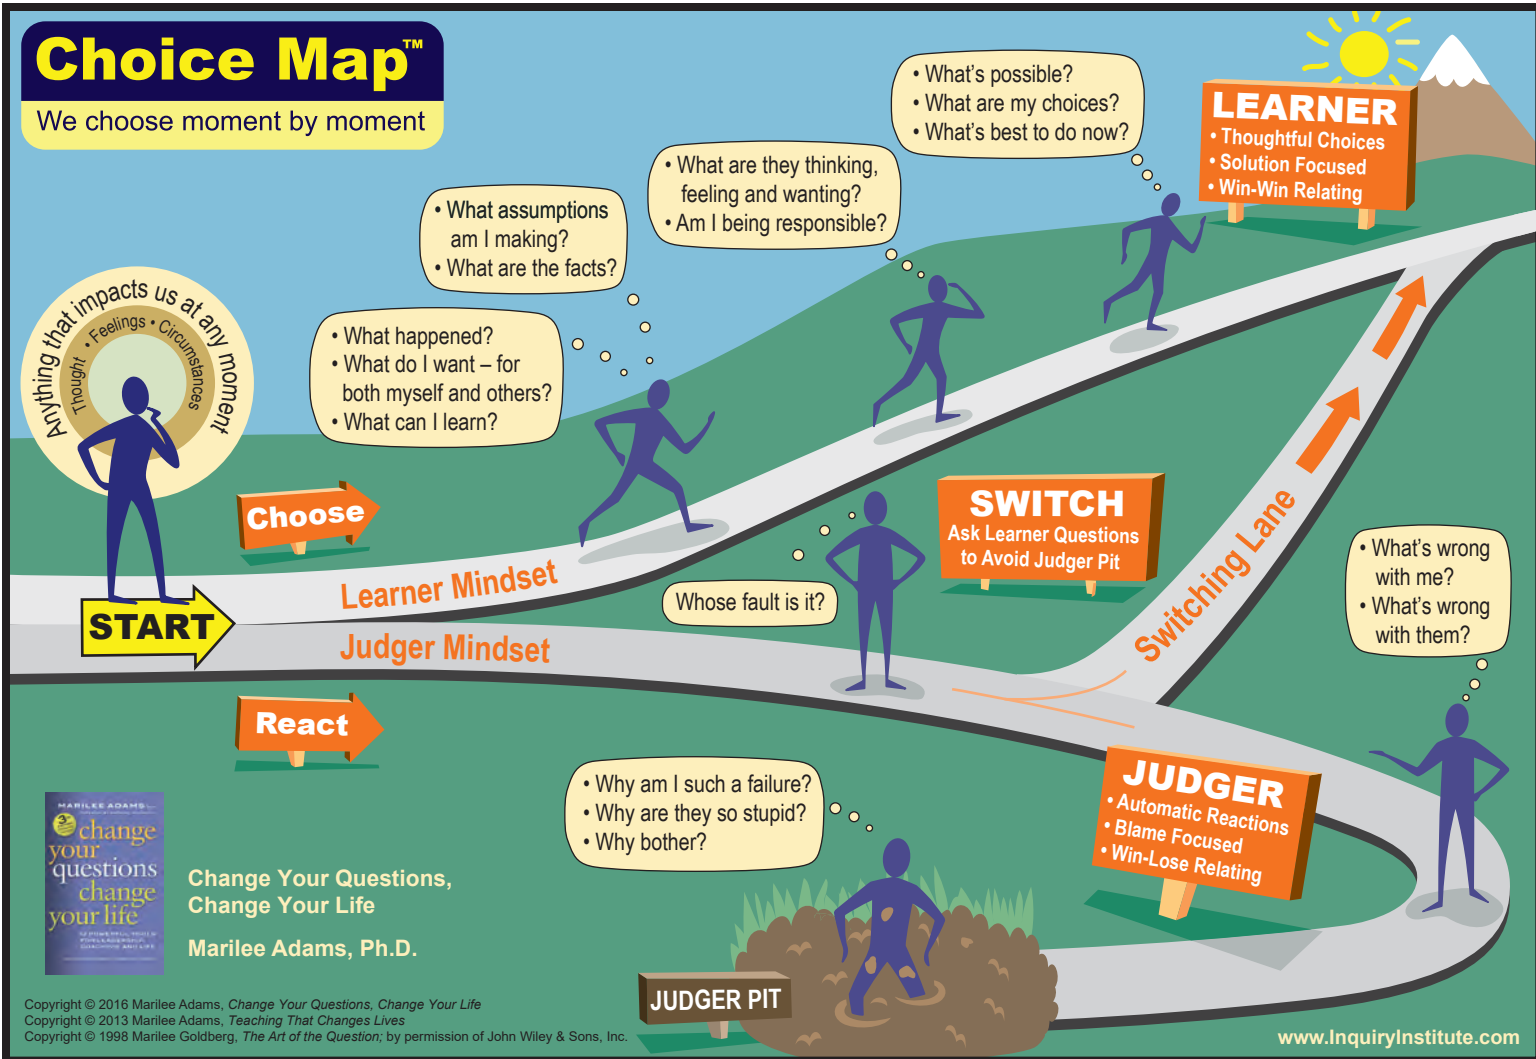 Choice Map™
We choose moment by moment
Anything that impacts us at any moment
Thought • Feelings • Circumstances
START
Choose
React
Learner Mindset
Judger Mindset
• What happened?
• What do I want – for
both myself and others?
• What can I learn?
• What assumptions
am I making?
• What are the facts?
• What are they thinking,
feeling and wanting?
• Am I being responsible?
• What's possible?
• What are my choices?
• What's best to do now?
LEARNER
• Thoughtful Choices
• Solution Focused
• Win-Win Relating
Whose fault is it?
SWITCH
Ask Learner Questions
to Avoid Judger Pit
Switching Lane
• What's wrong
with me?
• What's wrong
with them?
JUDGER
• Automatic Reactions
• Blame Focused
• Win-Lose Relating
• Why am I such a failure?
• Why are they so stupid?
• Why bother?
JUDGER PIT
MARILEE ADAMS
change
your
questions
change
your life
Change Your Questions,
Change Your Life
Marilee Adams, Ph.D.
Copyright © 2016 Marilee Adams, Change Your Questions, Change Your Life
Copyright © 2013 Marilee Adams, Teaching That Changes Lives
Copyright © 1998 Marilee Goldberg, The Art of the Question; by permission of John Wiley & Sons, Inc.
www.InquiryInstitute.com